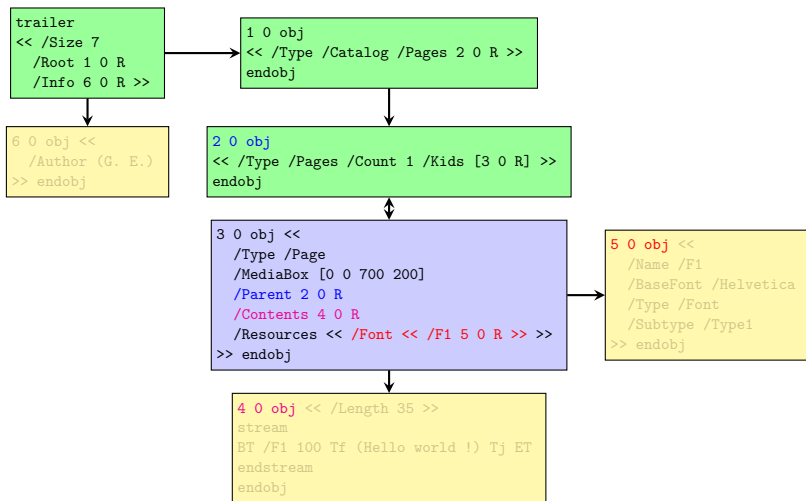 trailer
<< /Size 7
/Root 1 0 R
/Info 6 0 R >>
1 0 obj
<< /Type /Catalog /Pages 2 0 R >>
endobj
6 0 obj <<
/Author (G. E.)
>> endobj
2 0 obj
<< /Type /Pages /Count 1 /Kids [3 0 R] >>
endobj
3 0 obj <<
/Type /Page
/MediaBox [0 0 700 200]
/Parent 2 0 R
/Contents 4 0 R
/Resources << /Font << /F1 5 0 R >> >>
>> endobj
5 0 obj <<
/Name /F1
/BaseFont /Helvetica
/Type /Font
/Subtype /Type1
>> endobj
4 0 obj << /Length 35 >>
stream
BT /F1 100 Tf (Hello world !) Tj ET
endstream
endobj